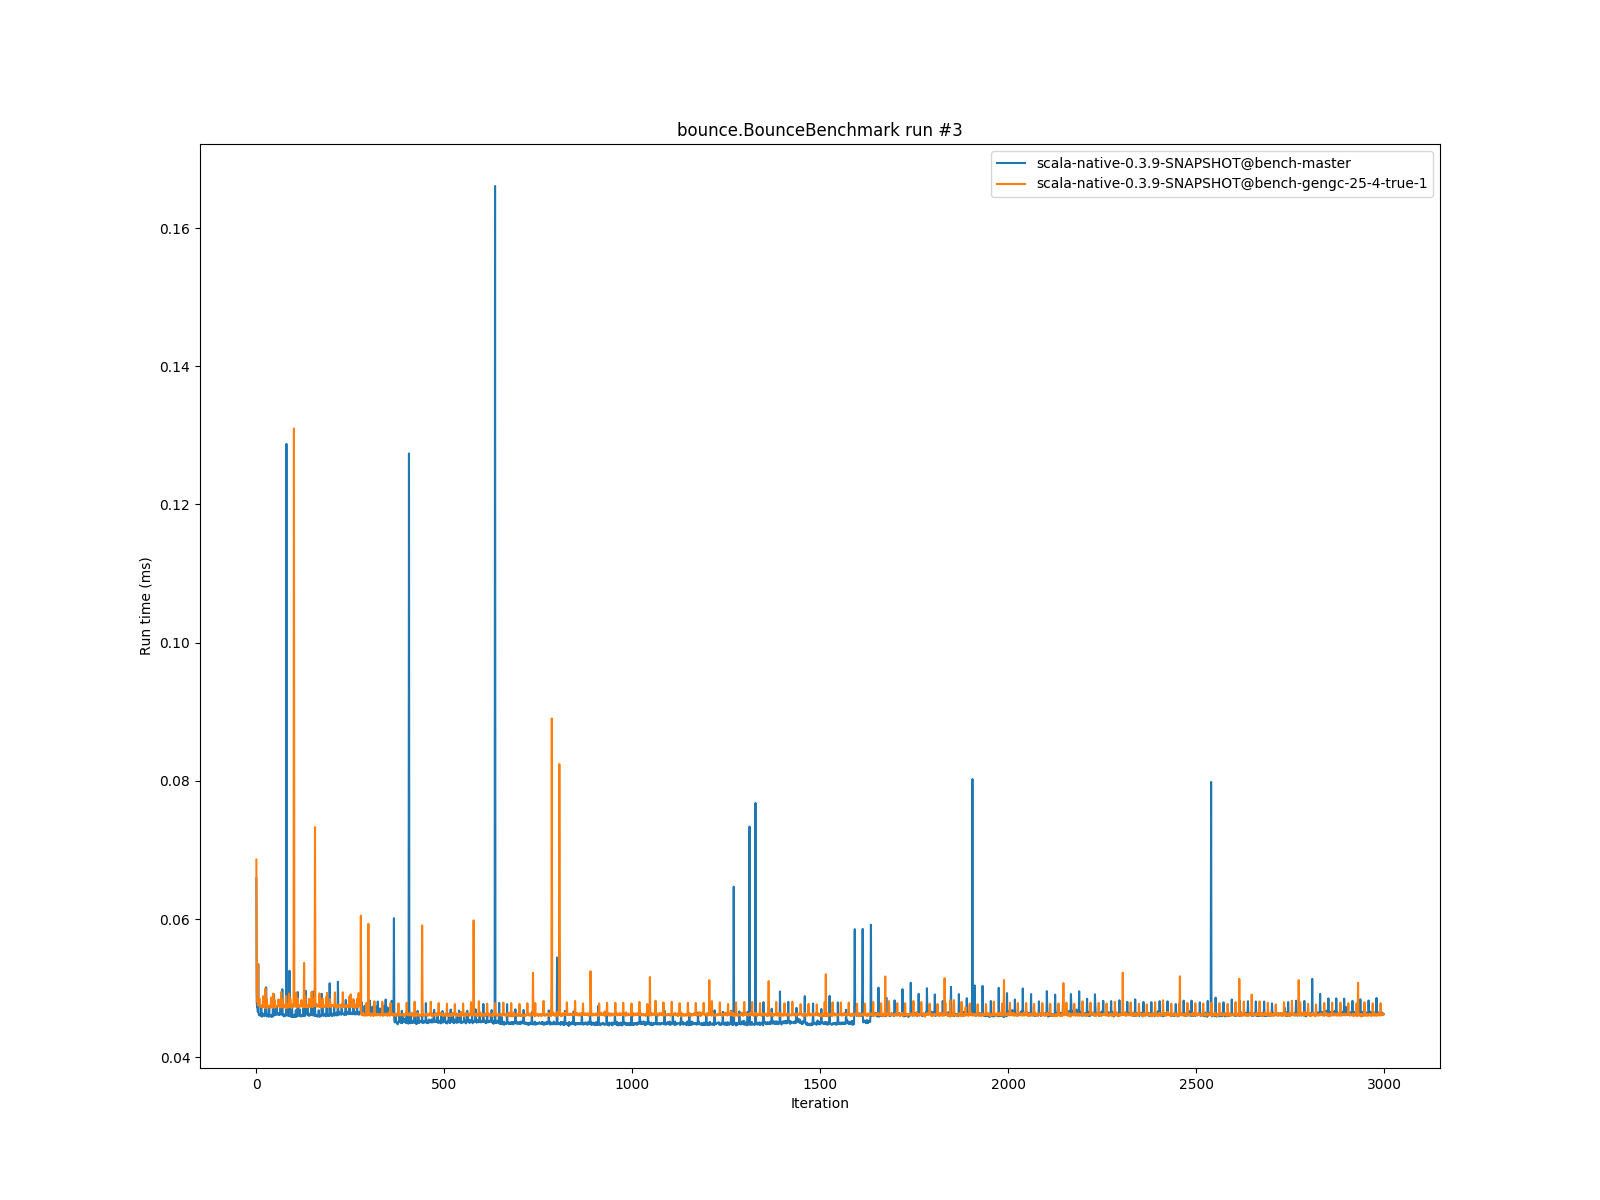 bounce.BounceBenchmark run #3
scala-native-0.3.9-SNAPSHOT@bench-master
scala-native-0.3.9-SNAPSHOT@bench-gengc-25-4-true-1
0.16
0.14
0.12
0.10
0.08
0.06
0.04
Run time (ms)
0 500 1000 1500 2000 2500 3000
Iteration